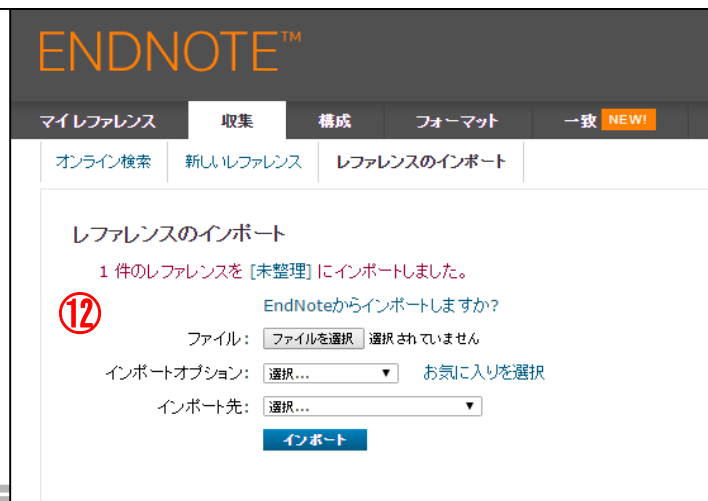 ENDNOTE™
マイレファレンス 収集 構成 フォーマット 一致 NEW!
オンライン検索 新しいレファレンス レファレンスのインポート
レファレンスのインポート
1 件のレファレンスを [未整理] にインポートしました。
⑫
EndNoteからインポートしますか?
ファイル: ファイルを選択 選択されていません
インポートオプション: 選択... お気に入りを選択
インポート先: 選択...
インポート